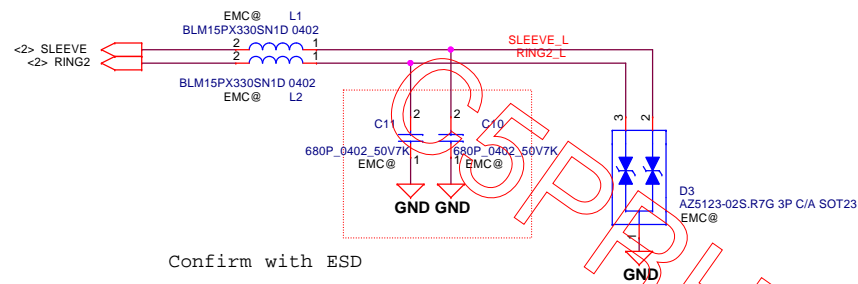 EMC@ L1
BLM15PX330SN1D 0402
<2> SLEEVE 2 1 SLEEVE_L
<2> RING2 2 1 RING2_L
BLM15PX330SN1D 0402
EMC@ L2
2 2 3 2
C11 C10
680P_0402_50V7K 680P_0402_50V7K
1 1
EMC@ EMC@
D3
AZ5123-02S.R7G 3P C/A SOT23
EMC@
GND GND
1
Confirm with ESD
GND
C5PR